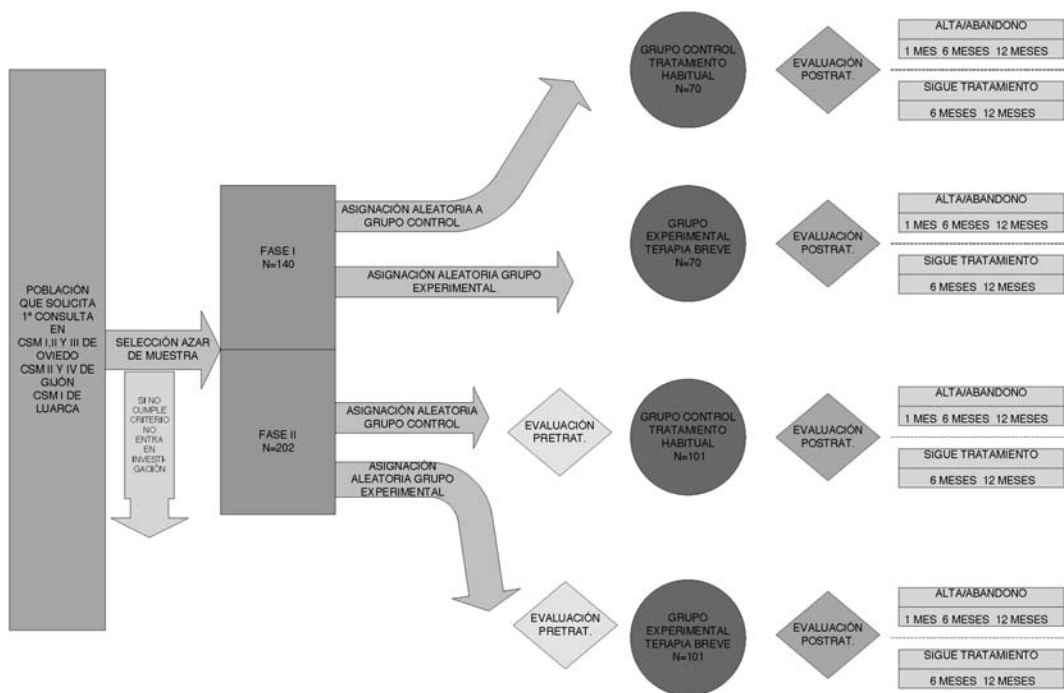 POBLACIÓN
QUE SOLICITA
1ª CONSULTA
EN
CSM I,II Y III DE
OVIEDO
CSM II Y IV DE
GIJÓN
CSM I DE
LUARCA
SELECCIÓN AZAR
DE MUESTRA
SI NO
CUMPLE
CRITERIO
NO
ENTRA
EN
INVESTI-
GACIÓN
FASE I
N=140
FASE II
N=202
ASIGNACIÓN ALEATORIA A
GRUPO CONTROL
GRUPO CONTROL
TRATAMIENTO
HABITUAL
N=70
EVALUACIÓN
POSTRAT.
ALTA/ABANDONO
1 MES 6 MESES 12 MESES
SIGUE TRATAMIENTO
6 MESES 12 MESES
ASIGNACIÓN ALEATORIA GRUPO
EXPERIMENTAL
GRUPO
EXPERIMENTAL
TERAPIA BREVE
N=70
EVALUACIÓN
POSTRAT.
ALTA/ABANDONO
1 MES 6 MESES 12 MESES
SIGUE TRATAMIENTO
6 MESES 12 MESES
ASIGNACIÓN ALEATORIA
GRUPO CONTROL
EVALUACIÓN
PRETRAT.
GRUPO CONTROL
TRATAMIENTO
HABITUAL
N=101
EVALUACIÓN
POSTRAT.
ALTA/ABANDONO
1 MES 6 MESES 12 MESES
SIGUE TRATAMIENTO
6 MESES 12 MESES
ASIGNACIÓN
ALEATORIA GRUPO
EXPERIMENTAL
EVALUACIÓN
PRETRAT.
GRUPO
EXPERIMENTAL
TERAPIA BREVE
N=101
EVALUACIÓN
POSTRAT.
ALTA/ABANDONO
1 MES 6 MESES 12 MESES
SIGUE TRATAMIENTO
6 MESES 12 MESES